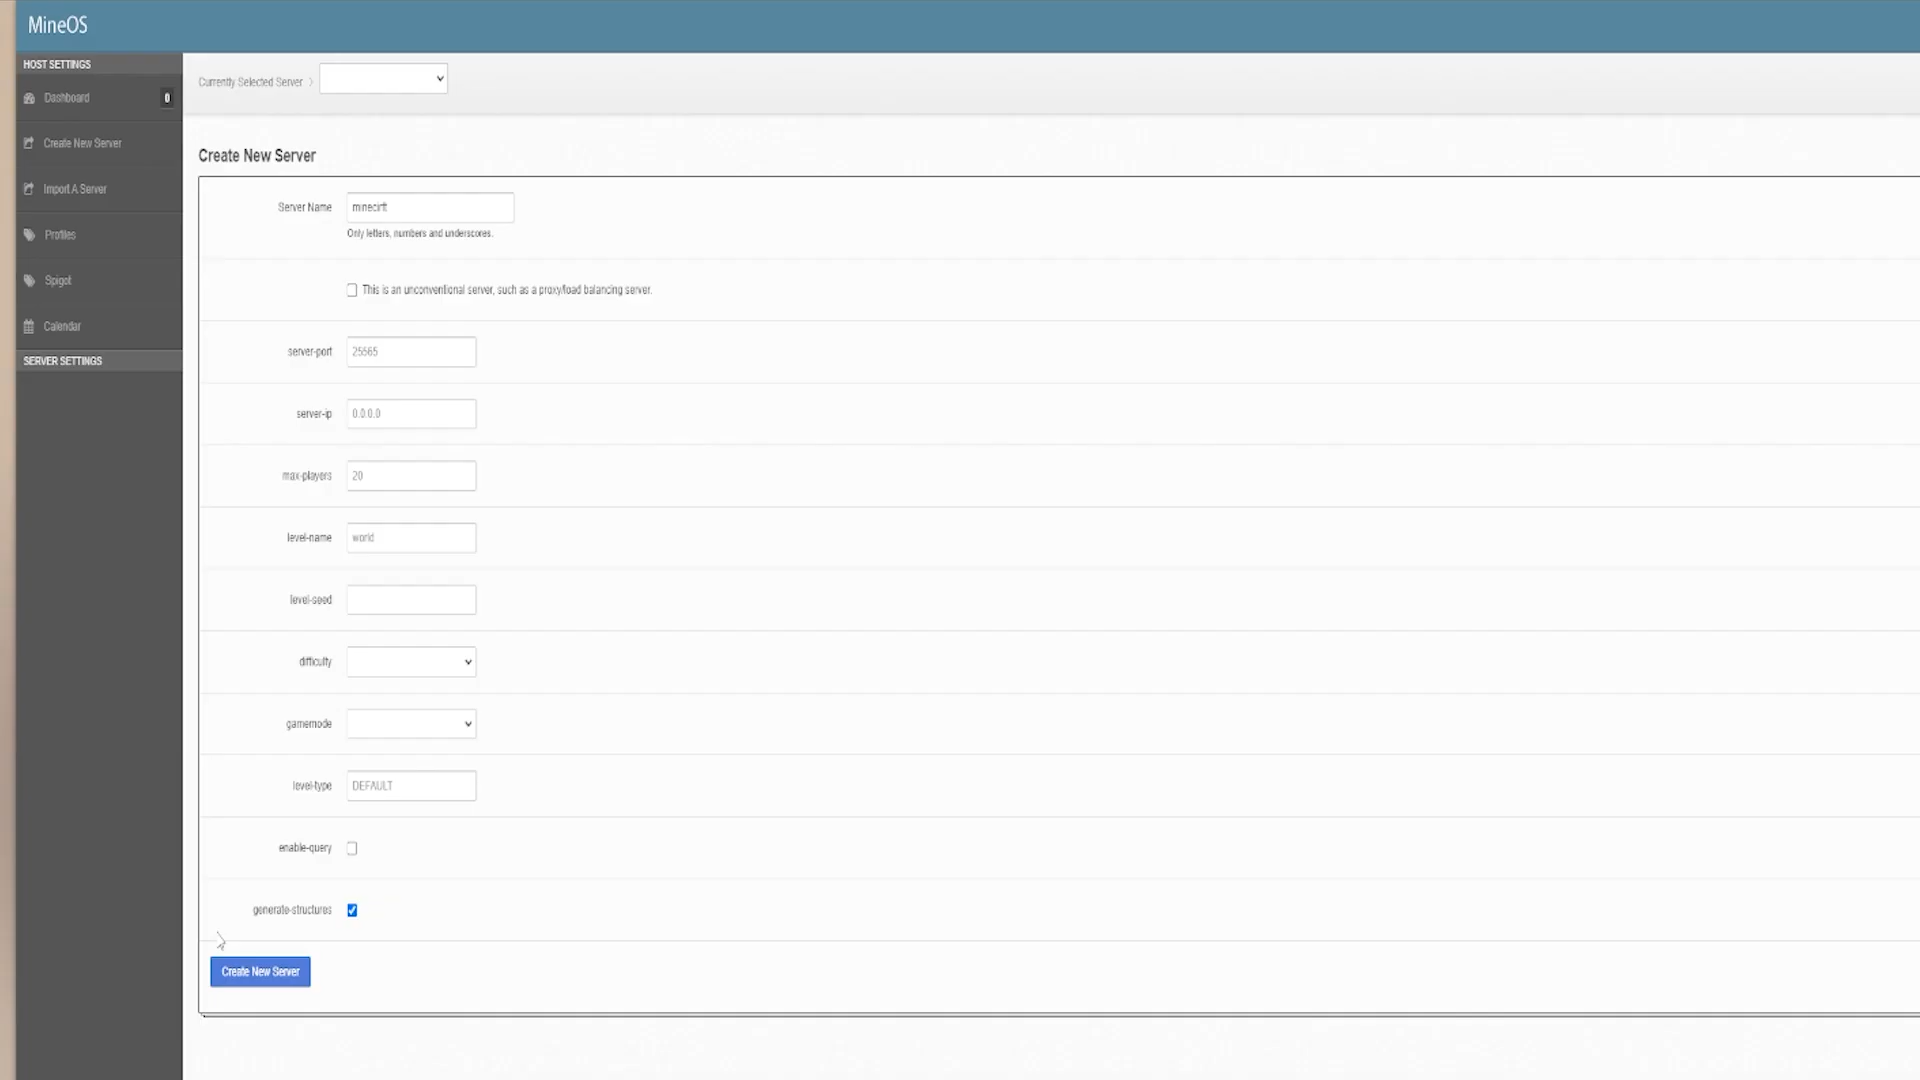 MineOS
HOST SETTINGS
Dashboard 0
Create New Server
Import A Server
Profiles
Spigot
Calendar
SERVER SETTINGS
Currently Selected Server
Create New Server
Server Name minecirft
Only letters, numbers and underscores.
This is an unconventional server, such as a proxy/load balancing server.
server-port 25565
server-ip 0.0.0.0
max-players 20
level-name world
level-seed
difficulty
gamemode
level-type DEFAULT
enable-query
generate-structures
Create New Server